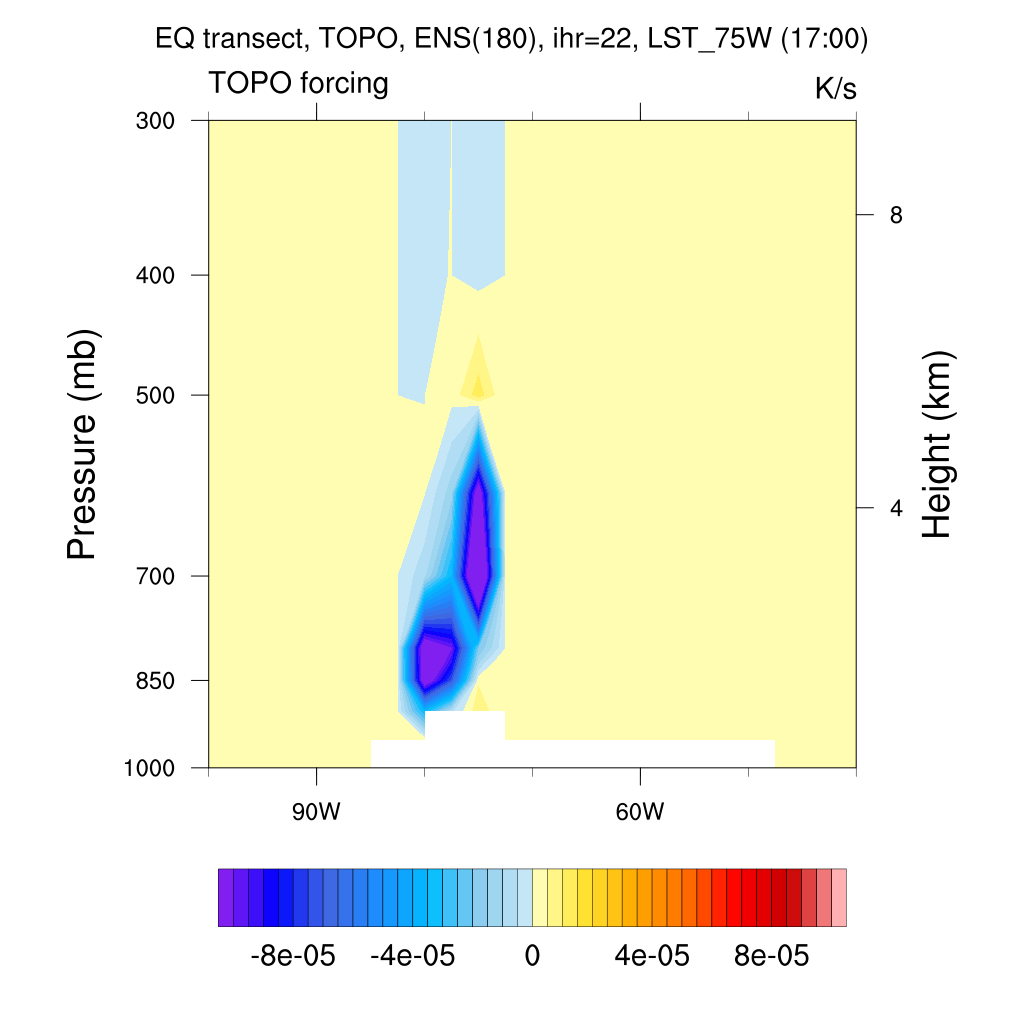 EQ transect, TOPO, ENS(180), ihr=22, LST_75W (17:00)
TOPO forcing
K/s
300
400
500
700
850
1000
Pressure (mb)
8
4
Height (km)
90W
60W
-8e-05
-4e-05
0
4e-05
8e-05